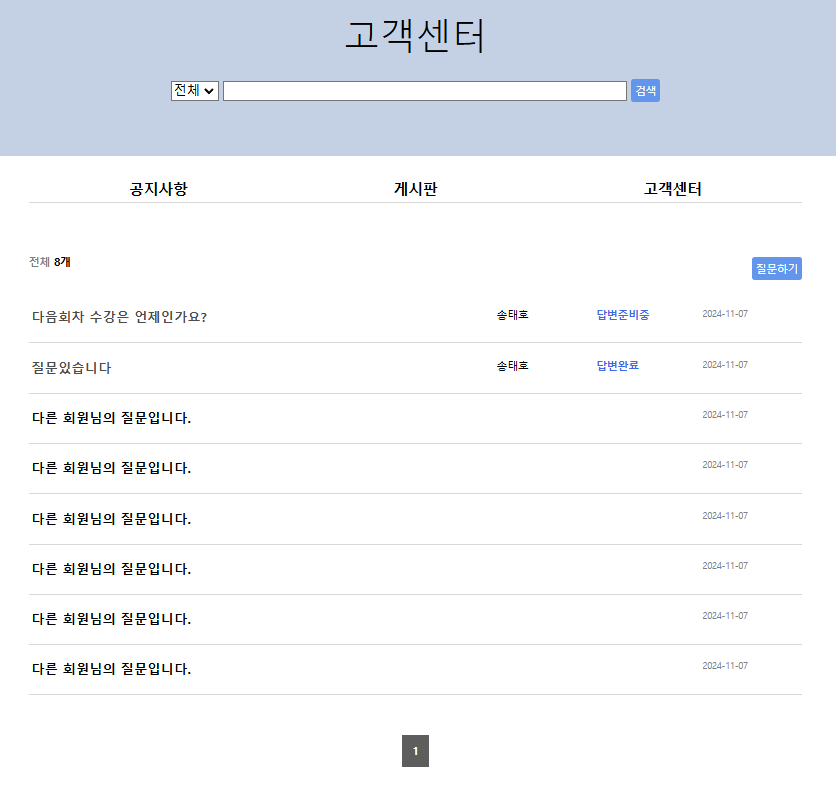 고객센터
전체 검색
공지사항 게시판 고객센터
전체 8개
질문하기
다음회차 수강은 언제인가요? 송태호 답변준비중 2024-11-07
질문있습니다 송태호 답변완료 2024-11-07
다른 회원님의 질문입니다. 2024-11-07
다른 회원님의 질문입니다. 2024-11-07
다른 회원님의 질문입니다. 2024-11-07
다른 회원님의 질문입니다. 2024-11-07
다른 회원님의 질문입니다. 2024-11-07
다른 회원님의 질문입니다. 2024-11-07
1